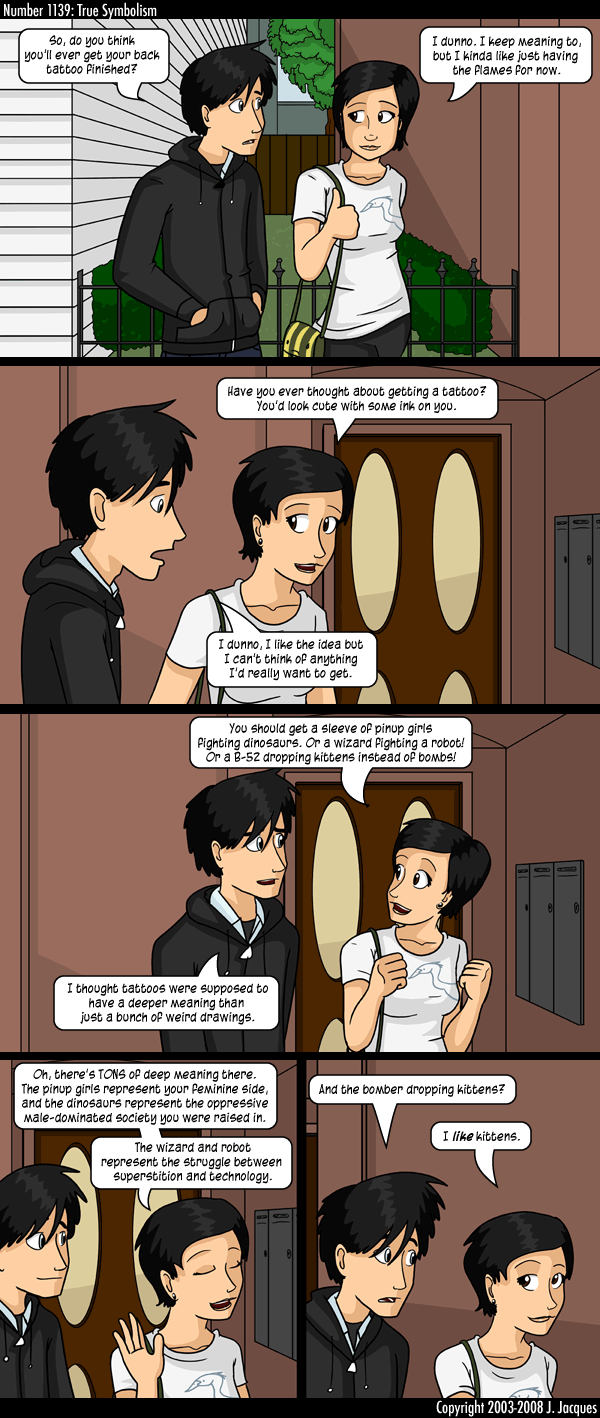 Number 1139: True Symbolism
So, do you think
you'll ever get your back
tattoo finished?
I dunno. I keep meaning to,
but I kinda like just having
the flames for now.
Have you ever thought about getting a tattoo?
You'd look cute with some ink on you.
I dunno, I like the idea but
I can't think of anything
I'd really want to get.
You should get a sleeve of pinup girls
fighting dinosaurs. Or a wizard fighting a robot!
Or a B-52 dropping kittens instead of bombs!
I thought tattoos were supposed to
have a deeper meaning than
just a bunch of weird drawings.
Oh, there's TONS of deep meaning there.
The pinup girls represent your feminine side,
and the dinosaurs represent the oppressive
male-dominated society you were raised in.
The wizard and robot
represent the struggle between
superstition and technology.
And the bomber dropping kittens?
I like kittens.
Copyright 2003-2008 J. Jacques